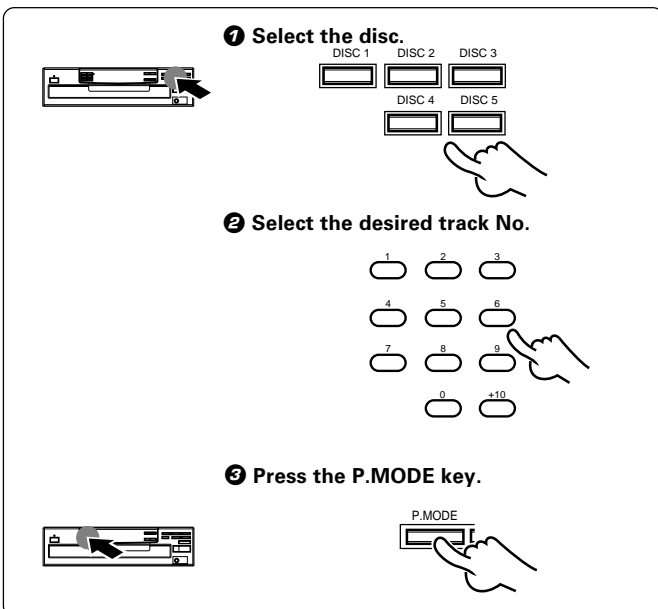 ❶ Select the disc.
DISC 1 DISC 2 DISC 3
DISC 4 DISC 5
❷ Select the desired track No.
1 2 3
4 5 6
7 8 9
0 +10
❸ Press the P.MODE key.
P.MODE